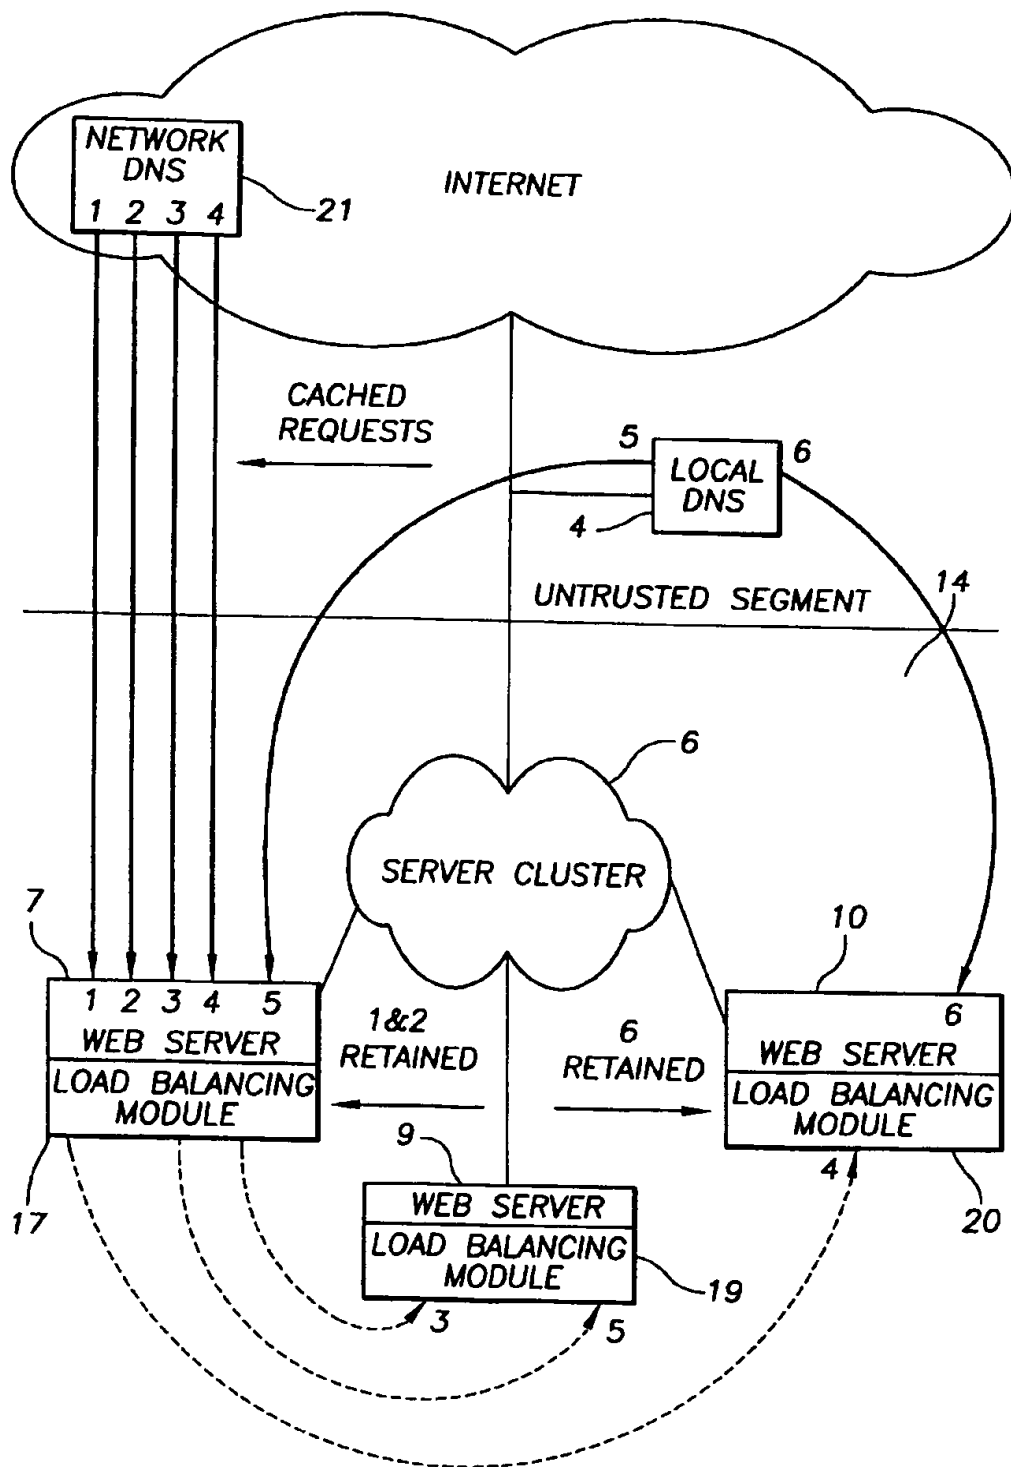 NETWORK
DNS
1 2 3 4
21
INTERNET
CACHED
REQUESTS
5
6
LOCAL
DNS
4
UNTRUSTED SEGMENT
14
6
SERVER CLUSTER
7
10
1 2 3 4 5
WEB SERVER
LOAD BALANCING
MODULE
17
1&2
RETAINED
6
RETAINED
6
WEB SERVER
LOAD BALANCING
MODULE
4
20
9
WEB SERVER
LOAD BALANCING
MODULE
19
3
5